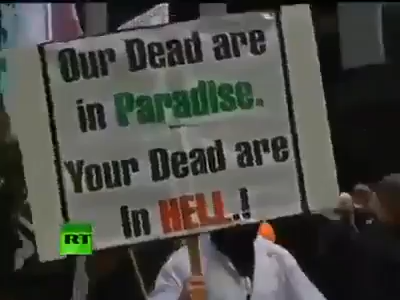 Our Dead are
in Paradise.
Your Dead are
in HELL.!
RT